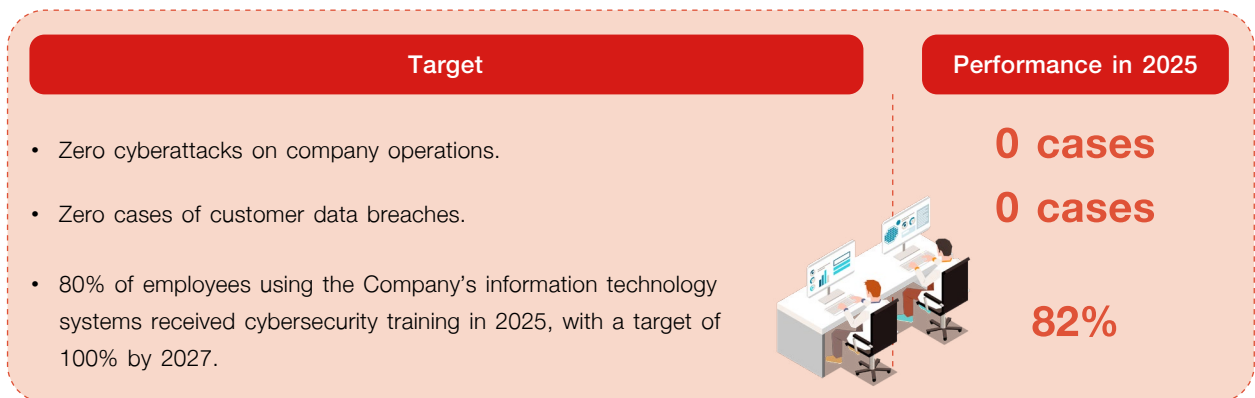 Target
Performance in 2025
• Zero cyberattacks on company operations.
0 cases
• Zero cases of customer data breaches.
0 cases
• 80% of employees using the Company’s information technology
systems received cybersecurity training in 2025, with a target of
100% by 2027.
82%